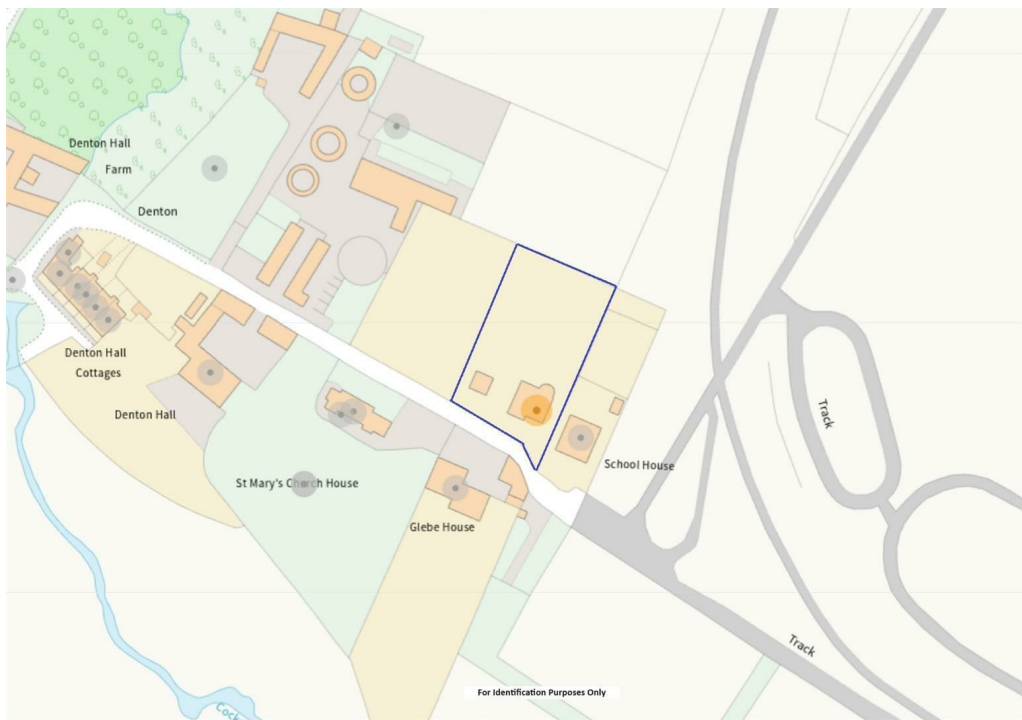 Denton Hall
Farm
Denton
Denton Hall
Cottages
Denton Hall
Track
School House
St Mary's Church House
Glebe House
Track
For Identification Purposes Only
Cock